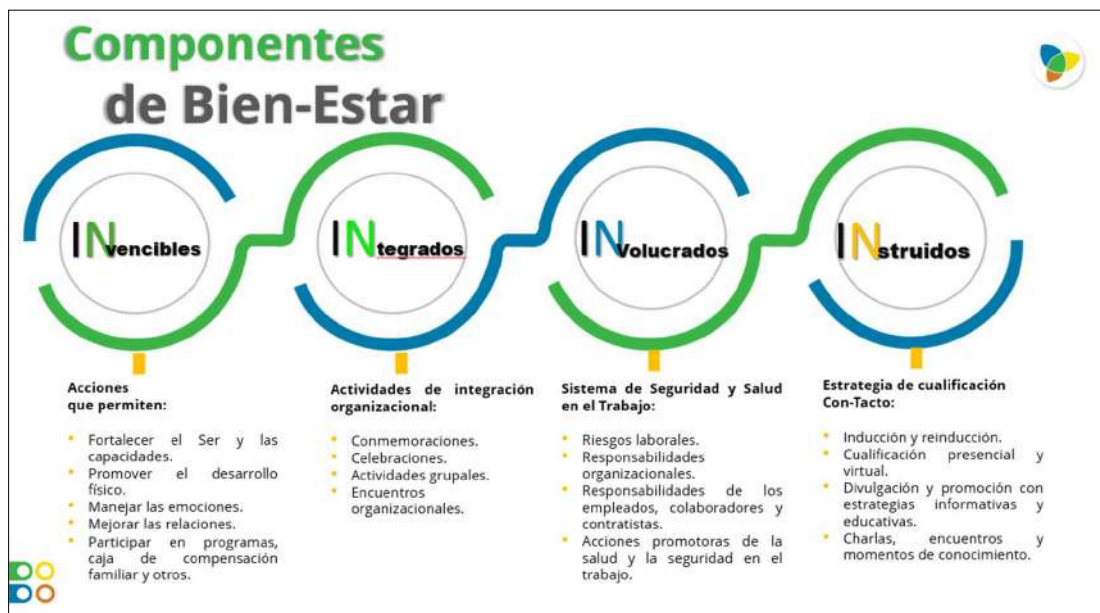 Componentes
de Bien-Estar
INvencibles
INtegrados
INVolucrados
INstruidos
Acciones
que permiten:
Fortalecer el Ser y las
capacidades.
Promover el desarrollo
físico.
Manejar las emociones.
Mejorar las relaciones.
Participar en programas,
caja de compensación
familiar y otros.
Actividades de integración
organizacional:
Conmemoraciones.
Celebraciones.
Actividades grupales.
Encuentros
organizacionales.
Sistema de Seguridad y Salud
en el Trabajo:
Riesgos laborales.
Responsabilidades
organizacionales.
Responsabilidades de los
empleados, colaboradores y
contratistas.
Acciones promotoras de la
salud y la seguridad en el
trabajo.
Estrategia de cualificación
Con-Tacto:
Inducción y reinducción.
Cualificación presencial y
virtual.
Divulgación y promoción con
estrategias informativas y
educativas.
Charlas, encuentros y
momentos de conocimiento.